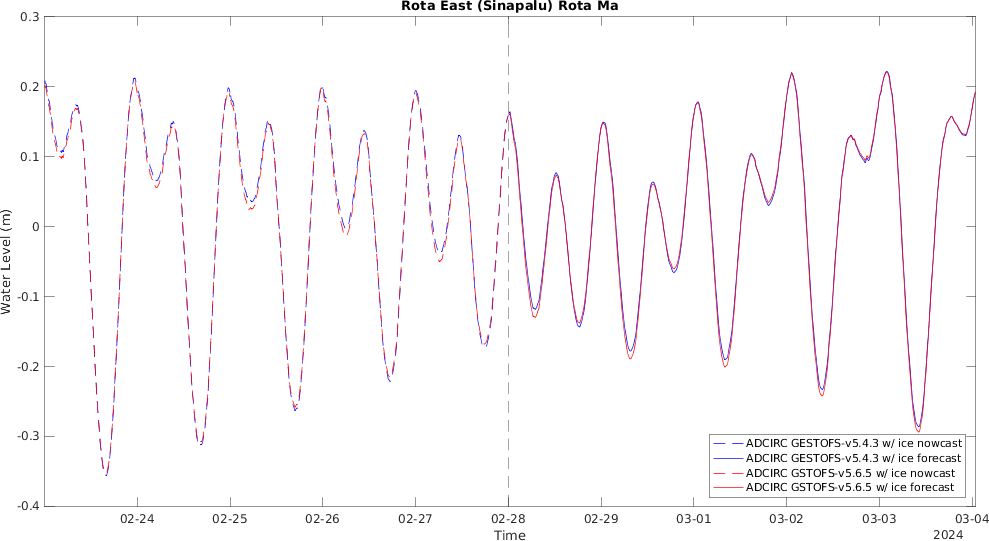 Rota East (Sinapalu) Rota Ma
0.3
0.2
0.1
0
-0.1
-0.2
-0.3
-0.4
Water Level (m)
ADCIRC GESTOFS-v5.4.3 w/ ice nowcast
ADCIRC GESTOFS-v5.4.3 w/ ice forecast
ADCIRC GSTOFS-v5.6.5 w/ ice nowcast
ADCIRC GSTOFS-v5.6.5 w/ ice forecast
02-24 02-25 02-26 02-27 02-28 02-29 03-01 03-02 03-03 03-04
Time
2024